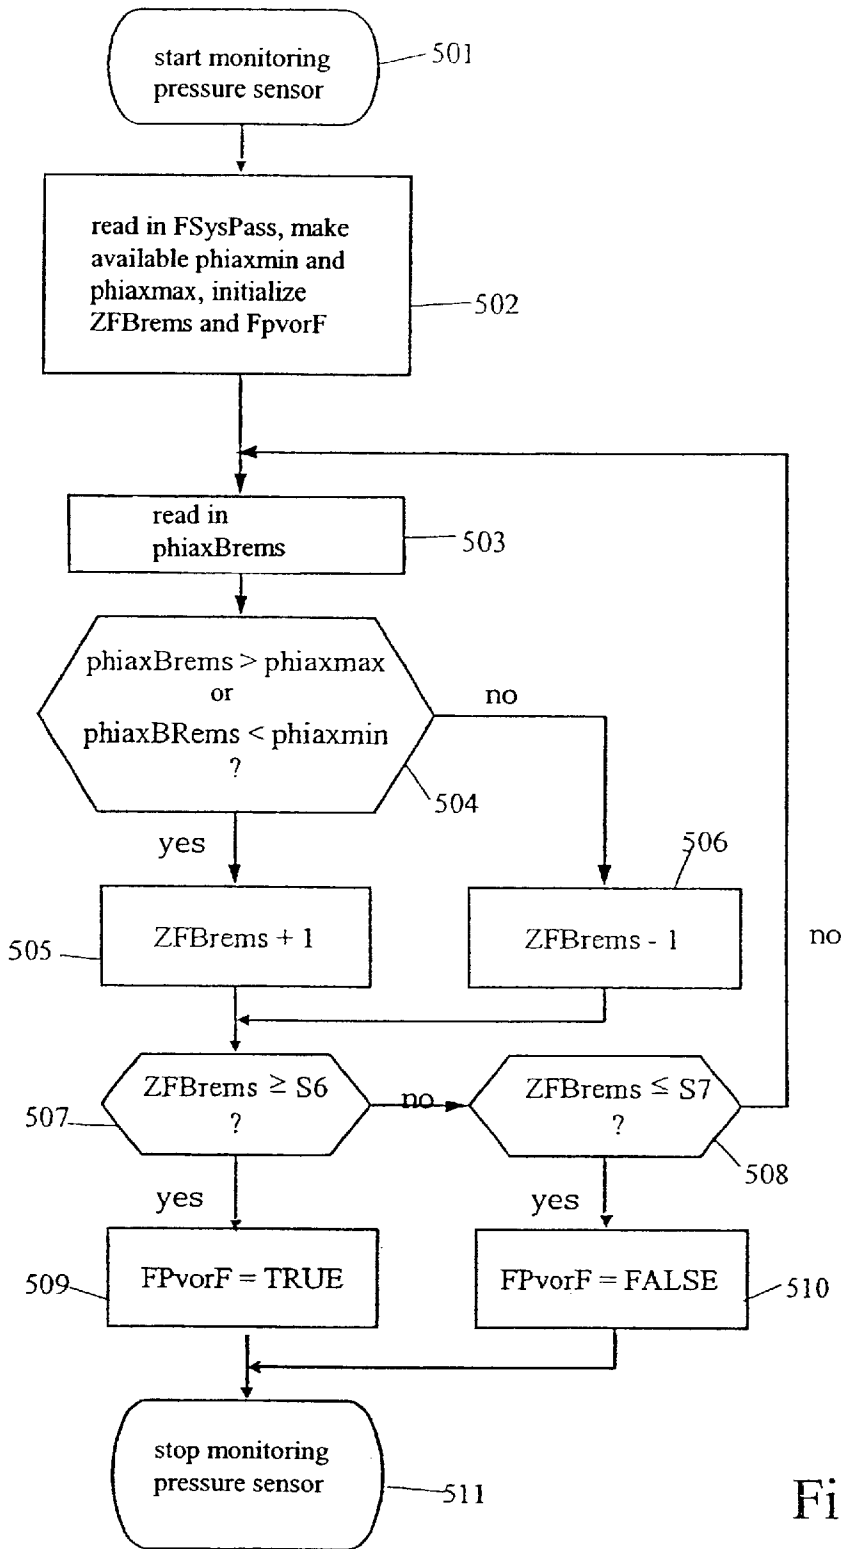 start monitoring
pressure sensor
501
read in FSysPass, make
available phiaxmin and
phiaxmax, initialize
ZFBrems and FpvorF
502
read in
phiaxBrems
503
phiaxBrems > phiaxmax
or
phiaxBRems < phiaxmin
?
no
504
yes
506
ZFBrems + 1
ZFBrems - 1
505
no
ZFBrems ≥ S6
?
no
ZFBrems ≤ S7
?
507
508
yes
yes
FPvorF = TRUE
FPvorF = FALSE
509
510
stop monitoring
pressure sensor
511
Fi